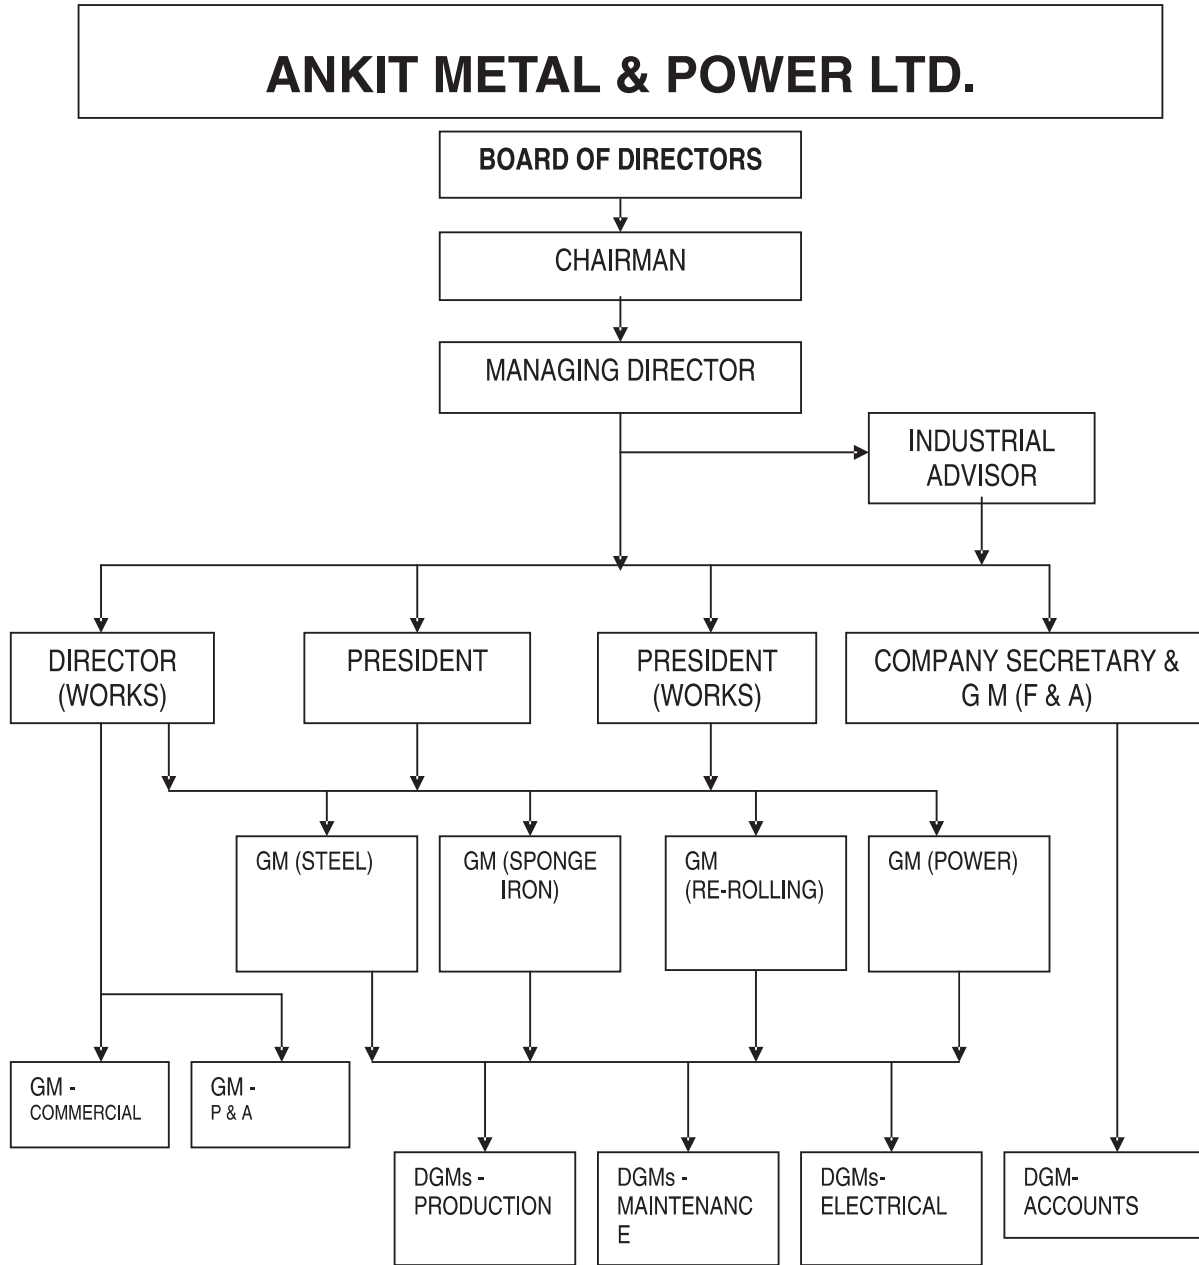 ANKIT METAL & POWER LTD.
BOARD OF DIRECTORS
CHAIRMAN
MANAGING DIRECTOR
INDUSTRIAL
ADVISOR
DIRECTOR
(WORKS)
PRESIDENT
PRESIDENT
(WORKS)
COMPANY SECRETARY &
G M (F & A)
GM (STEEL)
GM (SPONGE
IRON)
GM
(RE-ROLLING)
GM (POWER)
GM -
COMMERCIAL
GM -
P & A
DGMs -
PRODUCTION
DGMs -
MAINTENANC
E
DGMs-
ELECTRICAL
DGM-
ACCOUNTS